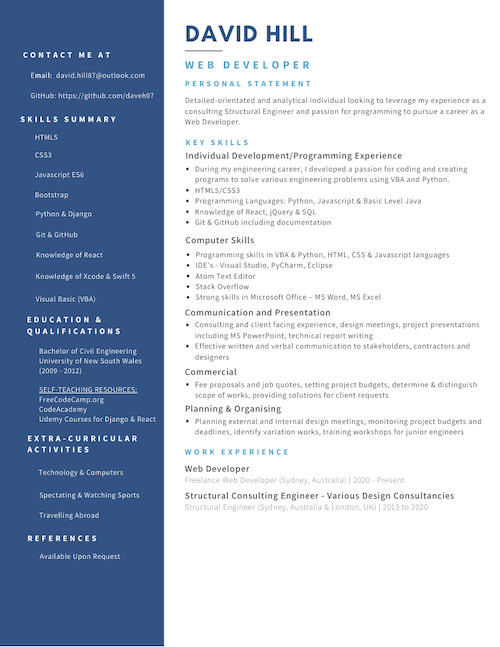 CONTACT ME AT
Email: david.hill87@outlook.com
GitHub: https://github.com/daveh07
SKILLS SUMMARY
HTML5
CSS3
Javascript ES6
Bootstrap
Python & Django
Git & GitHub
Knowledge of React
Knowledge of Xcode & Swift 5
Visual Basic (VBA)
EDUCATION &
QUALIFICATIONS
Bachelor of Civil Engineering
University of New South Wales
(2009 - 2012)
SELF-TEACHING RESOURCES:
FreeCodeCamp.org
CodeAcademy
Udemy Courses for Django & React
EXTRA-CURRICULAR
ACTIVITIES
Technology & Computers
Spectating & Watching Sports
Travelling Abroad
REFERENCES
Available Upon Request
DAVID HILL
WEB DEVELOPER
PERSONAL STATEMENT
Detailed-orientated and analytical individual looking to leverage my experience as a
consulting Structural Engineer and passion for programming to pursue a career as a
Web Developer.
KEY SKILLS
Individual Development/Programming Experience
• During my engineering career, I developed a passion for coding and creating
programs to solve various engineering problems using VBA and Python.
• HTML5/CSS3
• Programming Languages: Python, Javascript & Basic Level Java
• Knowledge of React, jQuery & SQL
• Git & GitHub including documentation
Computer Skills
• Programming skills in VBA & Python, HTML, CSS & Javascript languages
• IDE's - Visual Studio, PyCharm, Eclipse
• Atom Text Editor
• Stack Overflow
• Strong skills in Microsoft Office – MS Word, MS Excel
Communication and Presentation
• Consulting and client facing experience, design meetings, project presentations
including MS PowerPoint, technical report writing
• Effective written and verbal communication to stakeholders, contractors and
designers
Commercial
• Fee proposals and job quotes, setting project budgets, determine & distinguish
scope of works, providing solutions for client requests
Planning & Organising
• Planning external and internal design meetings, monitoring project budgets and
deadlines, identify variation works, training workshops for junior engineers
WORK EXPERIENCE
Web Developer
Freelance Web Developer (Sydney, Australia) | 2020 - Present
Structural Consulting Engineer - Various Design Consultancies
Structural Engineer (Sydney, Australia & London, UK) | 2013 to 2020